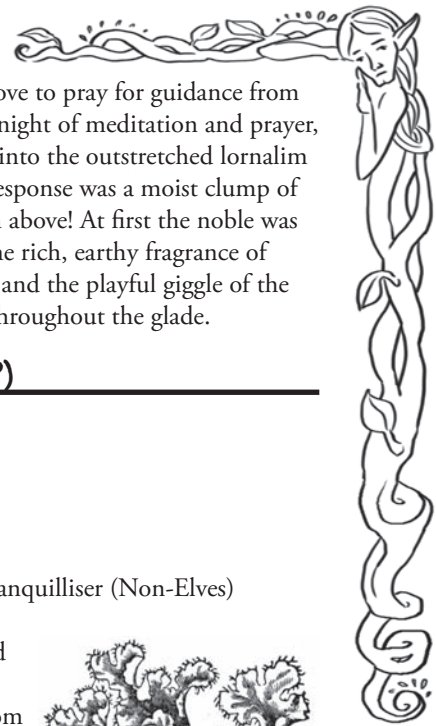 ove to pray for guidance from
night of meditation and prayer,
into the outstretched lornalim
esponse was a moist clump of
above! At first the noble was
e rich, earthy fragrance of
and the playful giggle of the
hroughout the glade.
)
anquilliser (Non-Elves)
d
om